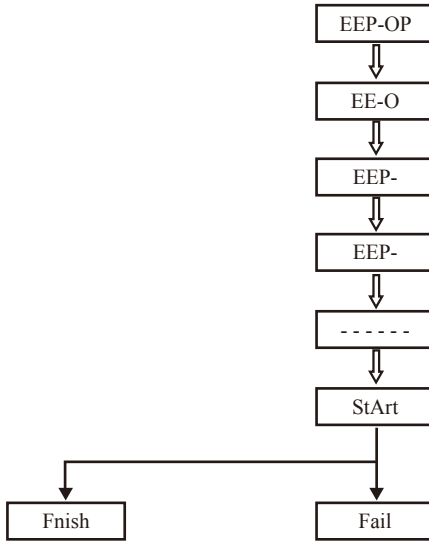 EEP-OP
EE-O
EEP-
EEP-
- - - - - -
StArt
Fnish
Fail